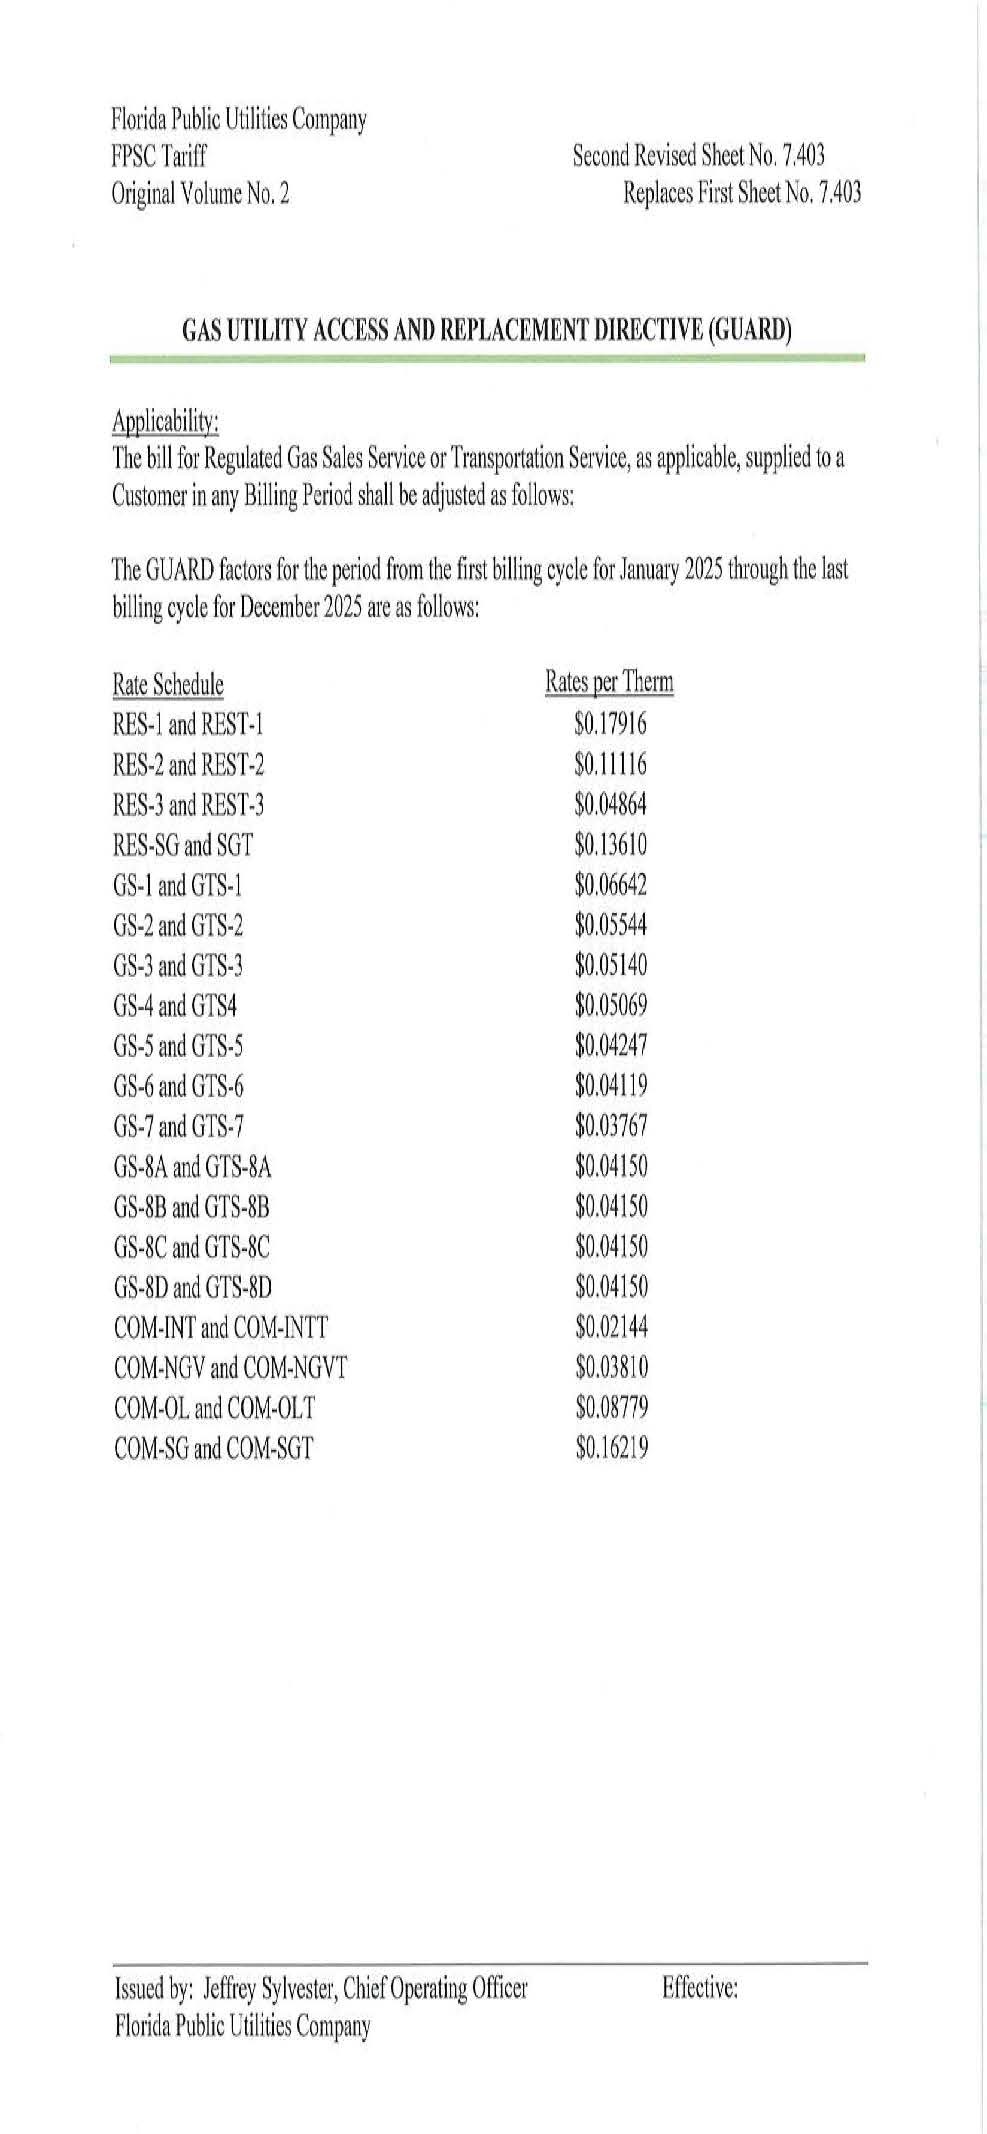 Florida Public Utilities Company
FPSC Tariff Second Revised Sheet No. 7.403
Original Volume No. 2 Replaces First Sheet No. 7.403
GAS UTILITY ACCESS AND REPLACEMENT DIRECTIVE (GUARD)
Applicability:
The bill for Regulated Gas Sales Service or Transportation Service, as applicable, supplied to a
Customer in any Billing Period shall be adjusted as follows:
The GUARD factors for the period from the first billing cycle for January 2025 through the last
billing cycle for December 2025 are as follows:
Rate Schedule Rates per Therm
RES-1 and REST-1 $0.17916
RES-2 and REST-2 $0.11116
RES-3 and REST-3 $0.04864
RES-SG and SGT $0.13610
GS-1 and GTS-1 $0.06642
GS-2 and GTS-2 $0.05544
GS-3 and GTS-3 $0.05140
GS-4 and GTS4 $0.05069
GS-5 and GTS-5 $0.04247
GS-6 and GTS-6 $0.04119
GS-7 and GTS-7 $0.03767
GS-8A and GTS-8A $0.04150
GS-8B and GTS-8B $0.04150
GS-8C and GTS-8C $0.04150
GS-8D and GTS-8D $0.04150
COM-INT and COM-INTT $0.02144
COM-NGV and COM-NGVT $0.03810
COM-OL and COM-OLT $0.08779
COM-SG and COM-SGT $0.16219
Issued by: Jeffrey Sylvester, Chief Operating Officer Effective:
Florida Public Utilities Company